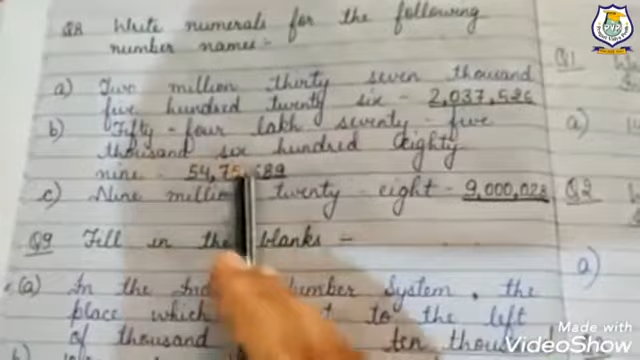 Q8 Write numerals for the following
number names :-
a) Two million thirty seven thousand
five hundred twenty six - 2,037,526
b) Fifty - four lakh seventy - five
thousand six hundred eighty
nine - 54,75,689
c) Nine million twenty - eight - 9,000,028
Q9 Fill in the blanks -
(a) In the number System, the
place which to the left
of thousand ten thousand
b)
Q1
a)
Q2
a)
PVP
Made with
VideoShow